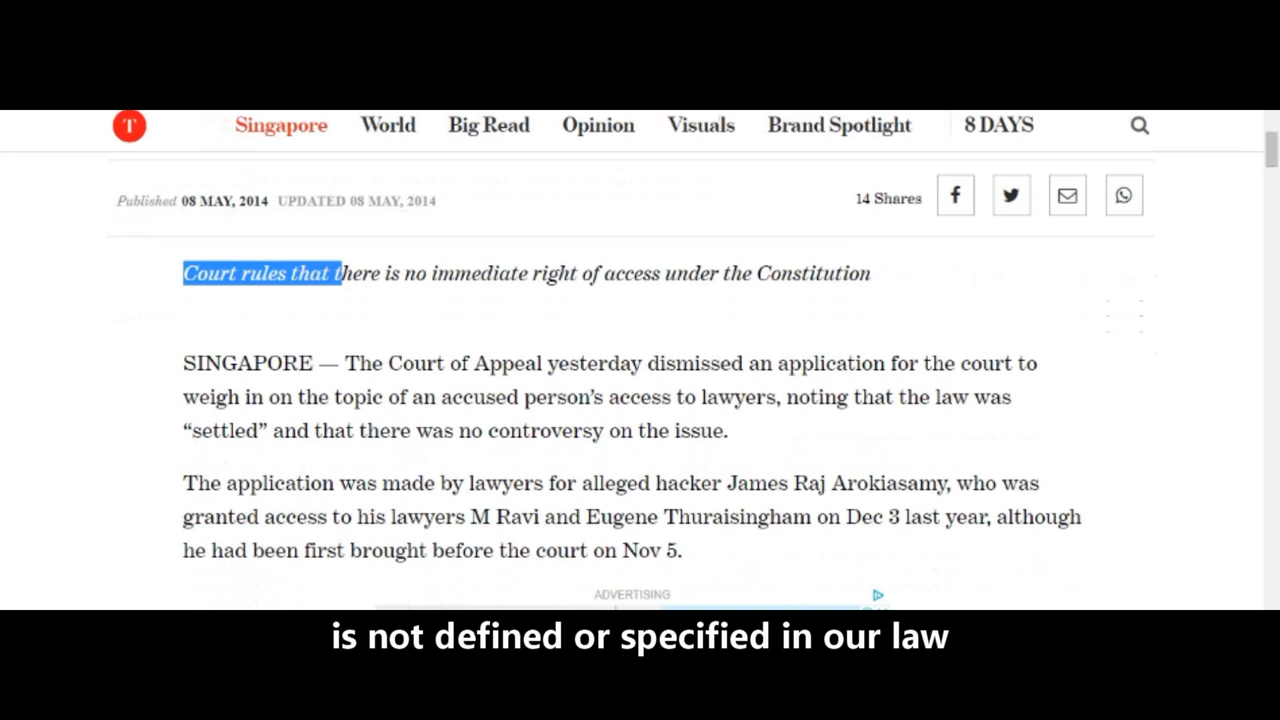 T Singapore World Big Read Opinion Visuals Brand Spotlight 8 DAYS
Published 08 MAY, 2014 UPDATED 08 MAY, 2014 14 Shares
Court rules that there is no immediate right of access under the Constitution
SINGAPORE — The Court of Appeal yesterday dismissed an application for the court to
weigh in on the topic of an accused person’s access to lawyers, noting that the law was
“settled” and that there was no controversy on the issue.
The application was made by lawyers for alleged hacker James Raj Arokiasamy, who was
granted access to his lawyers M Ravi and Eugene Thuraisingham on Dec 3 last year, although
he had been first brought before the court on Nov 5.
ADVERTISING
is not defined or specified in our law